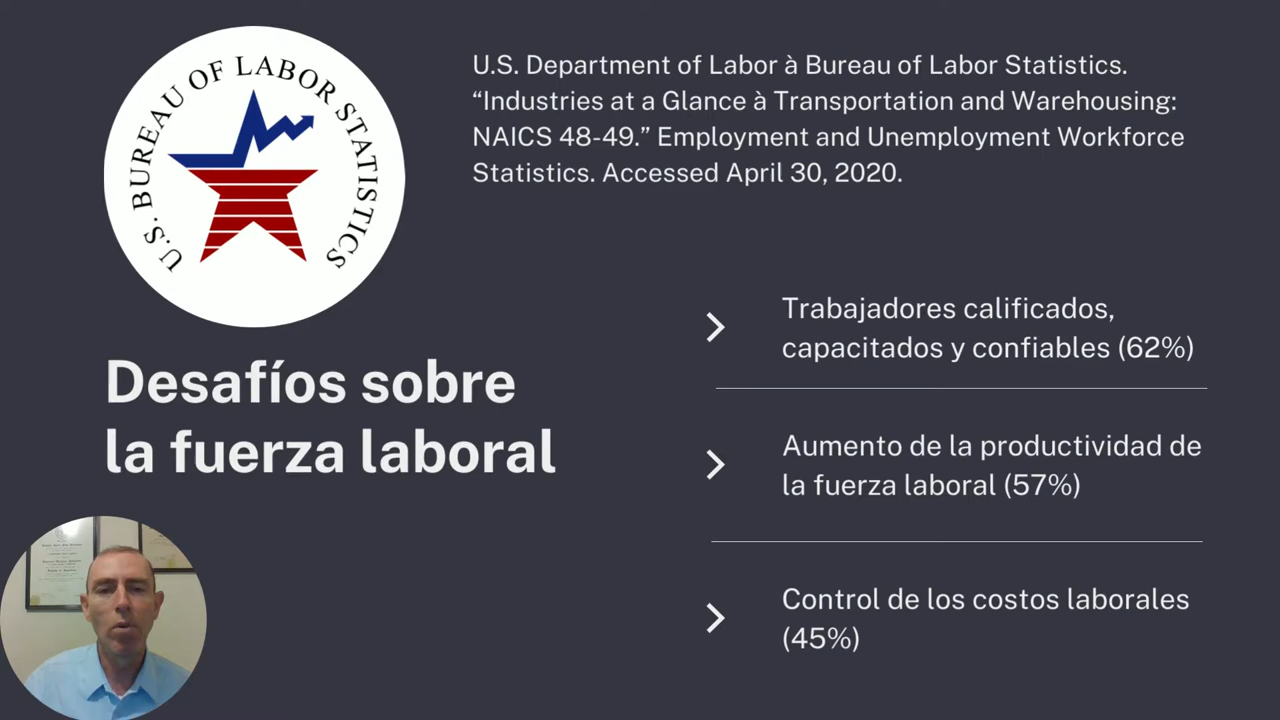 U.S. BUREAU OF LABOR STATISTICS
U.S. Department of Labor à Bureau of Labor Statistics.
“Industries at a Glance à Transportation and Warehousing:
NAICS 48-49.” Employment and Unemployment Workforce
Statistics. Accessed April 30, 2020.
Desafíos sobre
la fuerza laboral
Trabajadores calificados,
capacitados y confiables (62%)
Aumento de la productividad de
la fuerza laboral (57%)
Control de los costos laborales
(45%)